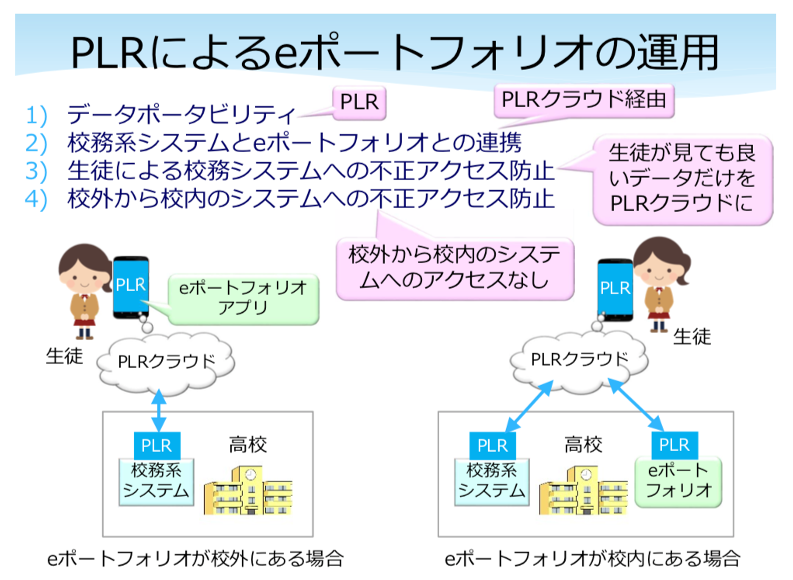 PLRによるeポートフォリオの運用
1) データポータビリティ
PLR
PLRクラウド経由
2) 校務系システムとeポートフォリオとの連携
3) 生徒による校務システムへの不正アクセス防止
生徒が見ても良
いデータだけを
PLRクラウドに
4) 校外から校内のシステムへの不正アクセス防止
校外から校内のシステ
ムへのアクセスなし
PLR
eポートフォリオ
アプリ
生徒
PLRクラウド
PLR
高校
校務系
システム
eポートフォリオが校外にある場合
PLR
生徒
PLRクラウド
PLR
高校
PLR
校務系
システム
eポート
フォリオ
eポートフォリオが校内にある場合